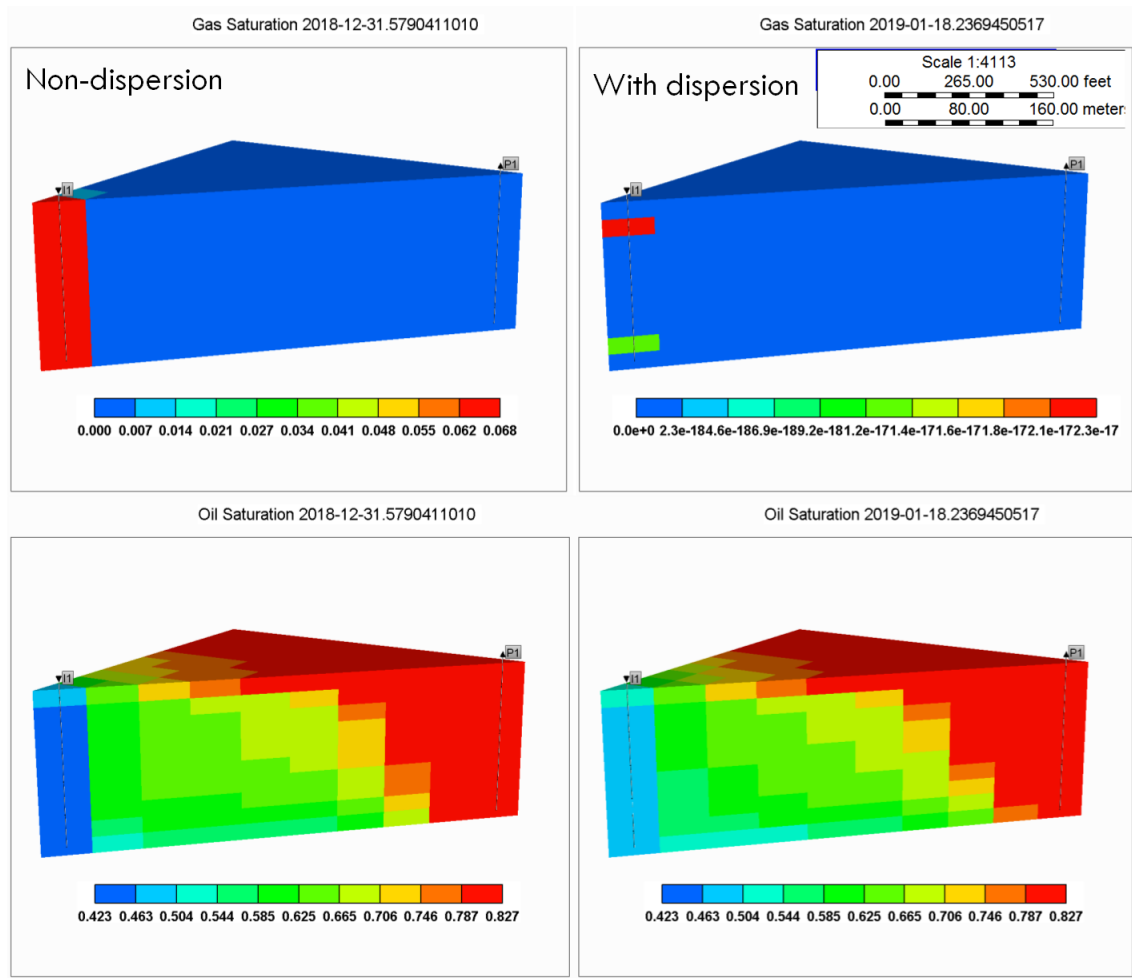 Gas Saturation 2018-12-31.5790411010
Non-dispersion
I1
P1
0.000 0.007 0.014 0.021 0.027 0.034 0.041 0.048 0.055 0.062 0.068
Gas Saturation 2019-01-18.2369450517
With dispersion
Scale 1:4113
0.00 265.00 530.00 feet
0.00 80.00 160.00 meters
I1
P1
0.0e+0 2.3e-184.6e-186.9e-189.2e-181.2e-171.4e-171.6e-171.8e-172.1e-172.3e-17
Oil Saturation 2018-12-31.5790411010
I1
P1
0.423 0.463 0.504 0.544 0.585 0.625 0.665 0.706 0.746 0.787 0.827
Oil Saturation 2019-01-18.2369450517
I1
P1
0.423 0.463 0.504 0.544 0.585 0.625 0.665 0.706 0.746 0.787 0.827